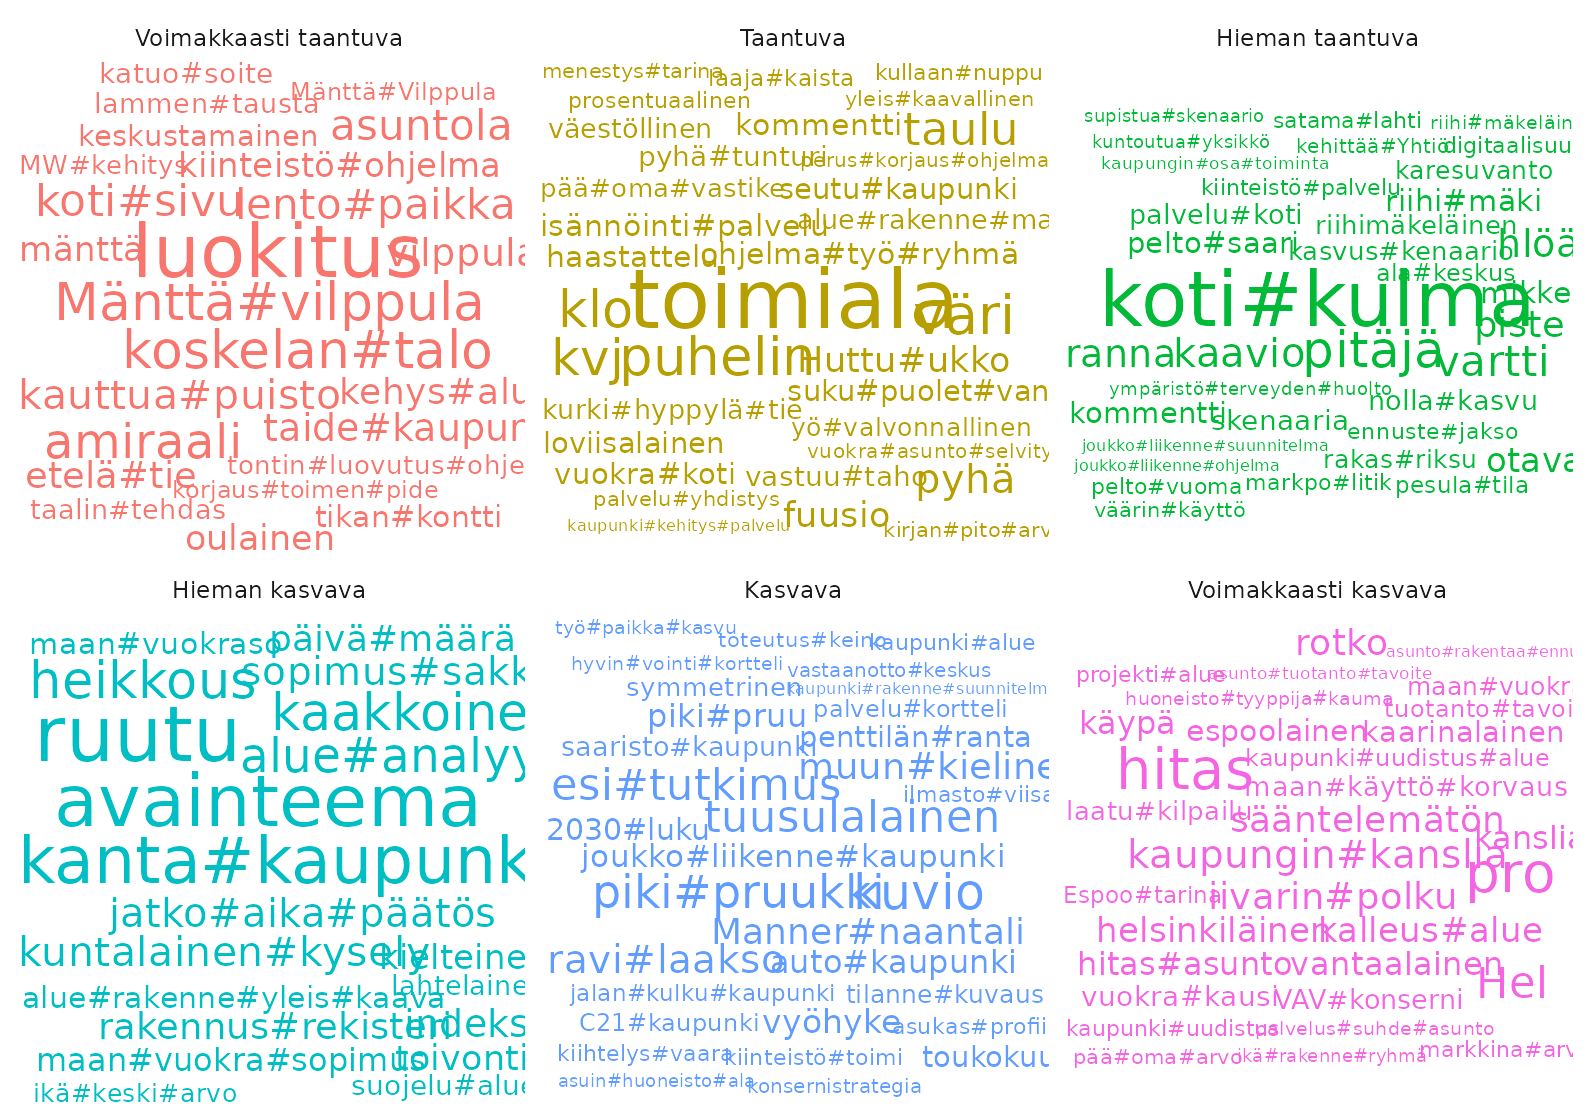 Voimakkaasti taantuva
katuo#soite
Mänttä#Vilppula
lammen#tausta
keskustamainen
asuntola
MW#kehitys
kiinteistö#ohjelma
koti#sivu
lento#paikka
mänttä
luokitus
vilppula
Mänttä#vilppula
koskelan#talo
kauttua#puisto
kehys#alu
amiraali
taide#kaupun
etelä#tie
tontin#luovutus#ohje
korjaus#toimen#pide
taalin#tehdas
tikan#kontti
oulainen
Taantuva
menestys#tarina
laaja#kaista
kullaan#nuppu
prosentuaalinen
yleis#kaavallinen
väestöllinen
kommentti
taulu
pyhä#tunturi
perus#korjaus#ohjelma
pää#oma#vastike
seutu#kaupunki
isännöinti#palvelu
alue#rakenne#ma
haastattelu
ohjelma#työ#ryhmä
klo
toimiala
väri
kvj
puhelin
Huttu#ukko
suku#puolet#van
kurki#hyppylä#tie
yö#valvonnallinen
loviisalainen
vuokra#asunto#selvity
vuokra#koti
vastuu#taho
pyhä
palvelu#yhdistys
fuusio
kaupunki#kehitys#palvelu
kirjan#pito#arv
Hieman taantuva
supistua#skenaario
satama#lahti
riihi#mäkeläin
kuntoutua#yksikkö
kehittää#Yhtiö
digitaalisuu
kaupungin#osa#toiminta
karesuvanto
kiinteistö#palvelu
riihi#mäki
palvelu#koti
riihimäkeläinen
pelto#saari
kasvus#kenaario
hlöä
ala#keskus
koti#kulma
mikke
piste
ranna
kaavio
pitäjä
vartti
ympäristö#terveyden#huolto
nolla#kasvu
kommentti
skenaaria
ennuste#jakso
joukko#liikenne#suunnitelma
rakas#riksu
otava
joukko#liikenne#ohjelma
pelto#vuoma
markpo#litik
pesula#tila
väärin#käyttö
Hieman kasvava
maan#vuokraso
päivä#määrä
heikkous
sopimus#sakk
ruutu
kaakkoine
alue#analyy
avainteema
kanta#kaupunk
jatko#aika#päätös
kuntalainen#kysely
kielteine
lahtelaine
alue#rakenne#yleis#kaava
rakennus#rekisteri
indeks
maan#vuokra#sopimus
toivonti
suojelu#alue
ikä#keski#arvo
Kasvava
työ#paikka#kasvu
toteutus#keino
kaupunki#alue
hyvin#vointi#kortteli
vastaanotto#keskus
symmetrinen
kaupunki#rakenne#suunnitelm
piki#pruu
palvelu#kortteli
saaristo#kaupunki
penttilän#ranta
muun#kieline
esi#tutkimus
ilmasto#viisa
2030#luku
tuusulalainen
joukko#liikenne#kaupunki
piki#pruukki
kuvio
Manner#naantali
ravi#laakso
auto#kaupunki
jalan#kulku#kaupunki
tilanne#kuvaus
C21#kaupunki
vyöhyke
asukas#profii
kiihtelys#vaara
kiinteistö#toimi
toukokuu
asuin#huoneisto#ala
konsernistrategia
Voimakkaasti kasvava
rotko
asunto#rakentaa#ennu
projekti#alue
asunto#tuotanto#tavoite
maan#vuokra
huoneisto#tyyppija#kauma
tuotanto#tavoi
käypä
espoolainen
kaarinalainen
hitas
kaupunki#uudistus#alue
maan#käyttö#korvaus
laatu#kilpailu
sääntelemätön
kanslia
kaupungin#kanslia
pro
Espoo#tarina
iivarin#polku
helsinkiläinen
kalleus#alue
hitas#asunto
vantaalainen
Hel
vuokra#kausi
VAV#konserni
kaupunki#uudistus
palvelus#suhde#asunto
pää#oma#arvo
ikä#rakenne#ryhmä
markkina#arv